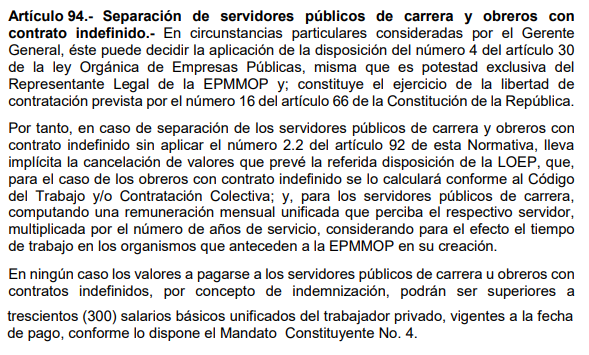 Artículo 94.- Separación de servidores públicos de carrera y obreros con
contrato indefinido.- En circunstancias particulares consideradas por el Gerente
General, éste puede decidir la aplicación de la disposición del número 4 del artículo 30
de la ley Orgánica de Empresas Públicas, misma que es potestad exclusiva del
Representante Legal de la EPMMOP y; constituye el ejercicio de la libertad de
contratación prevista por el número 16 del artículo 66 de la Constitución de la República.
Por tanto, en caso de separación de los servidores públicos de carrera y obreros con
contrato indefinido sin aplicar el número 2.2 del artículo 92 de esta Normativa, lleva
implícita la cancelación de valores que prevé la referida disposición de la LOEP, que,
para el caso de los obreros con contrato indefinido se lo calculará conforme al Código
del Trabajo y/o Contratación Colectiva; y, para los servidores públicos de carrera,
computando una remuneración mensual unificada que perciba el respectivo servidor,
multiplicada por el número de años de servicio, considerando para el efecto el tiempo
de trabajo en los organismos que anteceden a la EPMMOP en su creación.
En ningún caso los valores a pagarse a los servidores públicos de carrera u obreros con
contratos indefinidos, por concepto de indemnización, podrán ser superiores a
trescientos (300) salarios básicos unificados del trabajador privado, vigentes a la fecha
de pago, conforme lo dispone el Mandato Constituyente No. 4.